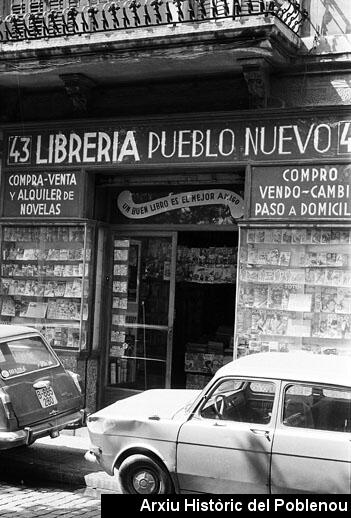 43 LIBRERIA PUEBLO NUEVO 4
COMPRA-VENTA
Y ALQUILER DE
NOVELAS
UN BUEN LIBRO ES EL MEJOR AMIGO
COMPRO
VENDO-CAMBI
PASO A DOMICIL
Arxiu Històric del Poblenou